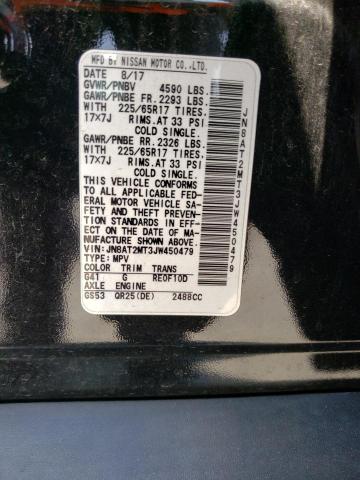 MFD BY NISSAN MOTOR CO.,LTD.
DATE 8/17
GVWR/PNBV 4590 LBS.
GAWR/PNBE FR.2293 LBS.
WITH 225/65R17 TIRES,
17X7J RIMS.AT 33 PSI
COLD SINGLE.
GAWR/PNBE RR.2326 LBS.
WITH 225/65R17 TIRES,
17X7J RIMS.AT 33 PSI
COLD SINGLE.
THIS VEHICLE CONFORMS
TO ALL APPLICABLE FED-
ERAL MOTOR VEHICLE SA-
FETY AND THEFT PREVEN-
TION STANDARDS IN EFF-
ECT ON THE DATE OF MA-
NUFACTURE SHOWN ABOVE.
VIN:JN8AT2MT3JW450479
TYPE:MPV
COLOR TRIM TRANS
G41 G RE0F10D
AXLE ENGINE
GS53 QR25(DE) 2488CC
JN8AT2MT3JW450479